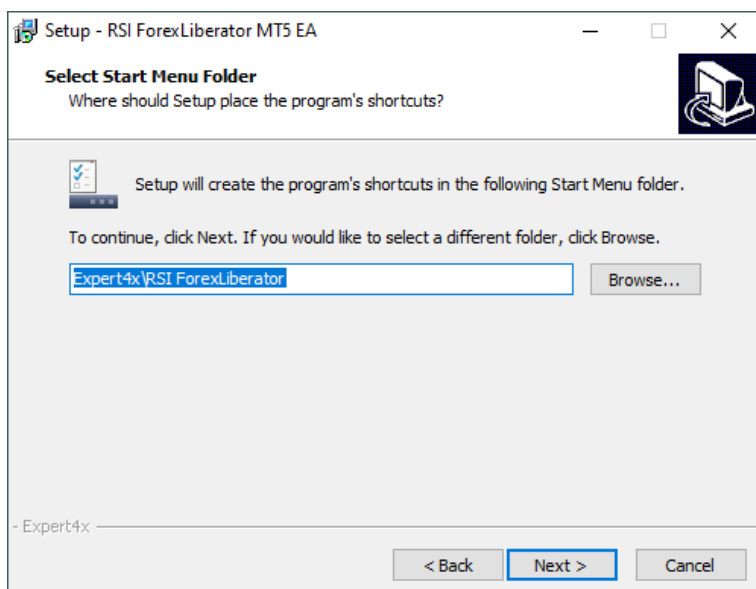 Setup - RSI ForexLiberator MT5 EA
Select Start Menu Folder
Where should Setup place the program's shortcuts?
Setup will create the program's shortcuts in the following Start Menu folder.
To continue, click Next. If you would like to select a different folder, click Browse.
Expert4x\RSI ForexLiberator
Browse...
Expert4x
< Back
Next >
Cancel